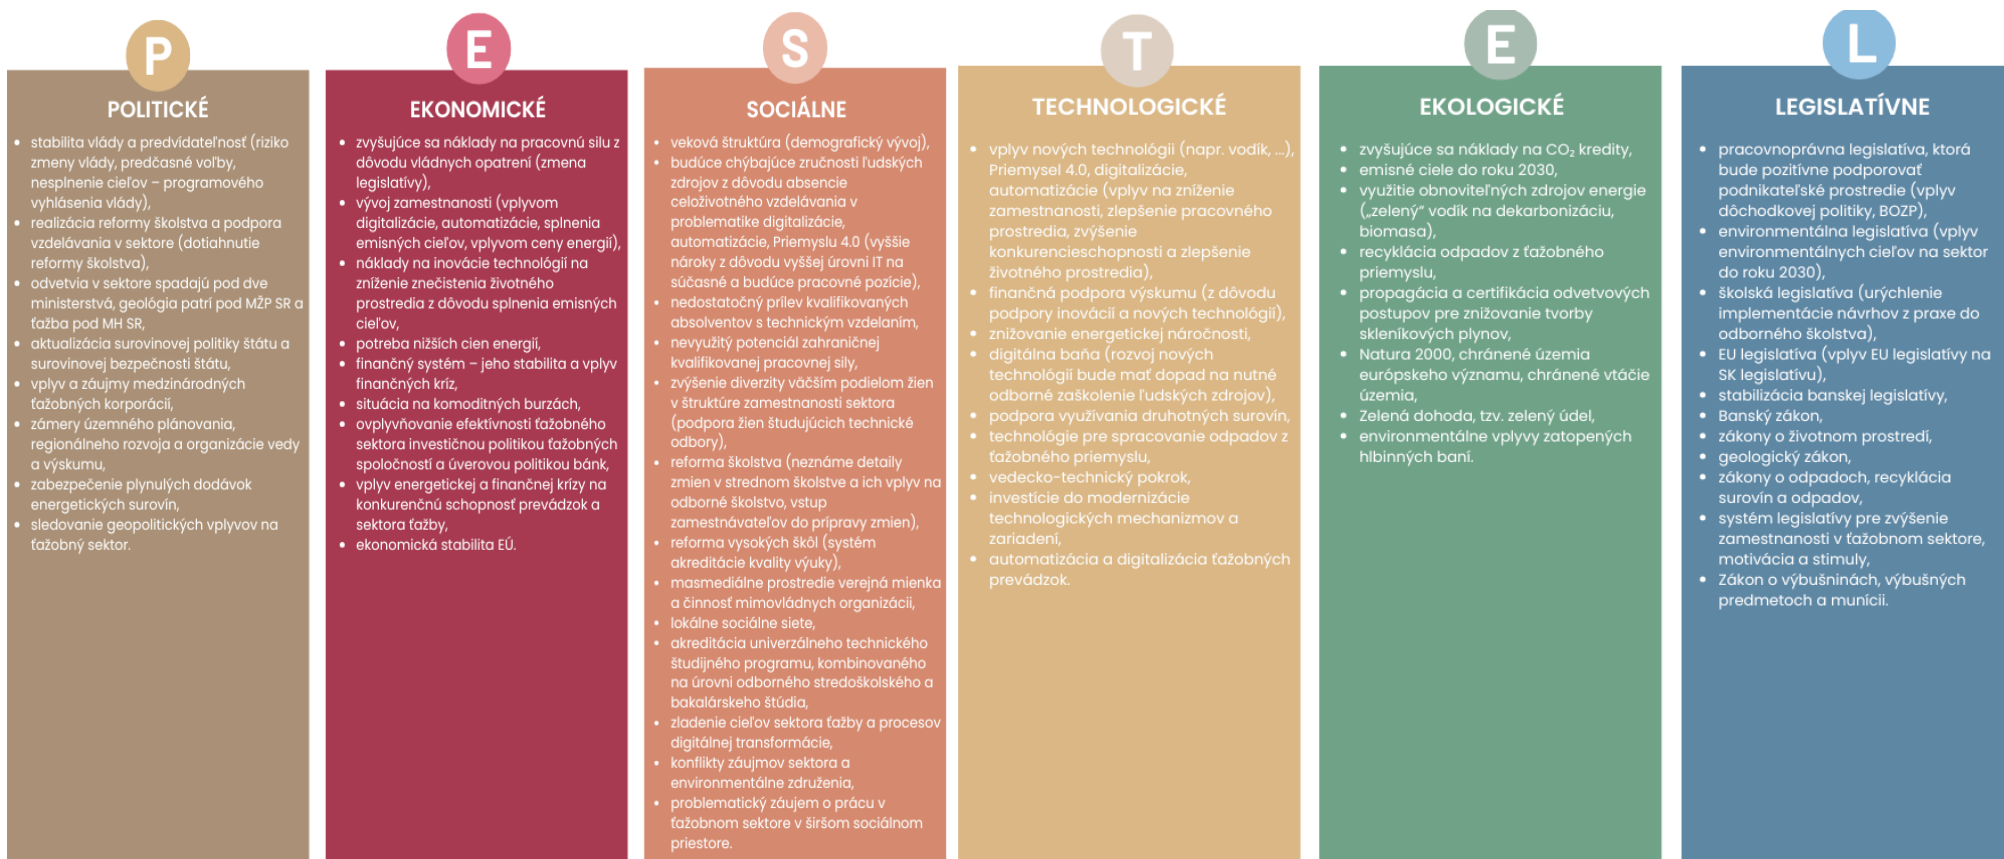 P
POLITICKÉ
• stabilita vlády a predvídateľnosť (riziko
zmeny vlády, predčasné voľby,
nesplnenie cieľov – programového
vyhlásenia vlády),
• realizácia reformy školstva a podpora
vzdelávania v sektore (dotiahnutie
reformy školstva),
• odvetvia v sektore spadajú pod dve
ministerstvá, geológia patrí pod MŽP SR a
ťažba pod MH SR,
• aktualizácia surovinovej politiky štátu a
surovinovej bezpečnosti štátu,
• vplyv a záujmy medzinárodných
ťažobných korporácií,
• zámery územného plánovania,
regionálneho rozvoja a organizácie vedy
a výskumu,
• zabezpečenie plynulých dodávok
energetických surovín,
• sledovanie geopolitických vplyvov na
ťažobný sektor.
E
EKONOMICKÉ
• zvyšujúce sa náklady na pracovnú silu z
dôvodu vládnych opatrení (zmena
legislatívy),
• vývoj zamestnanosti (vplyvom
digitalizácie, automatizácie, splnenia
emisných cieľov, vplyvom ceny energií),
• náklady na inovácie technológií na
zníženie znečistenia životného
prostredia z dôvodu splnenia emisných
cieľov,
• potreba nižších cien energií,
• finančný systém – jeho stabilita a vplyv
finančných kríz,
• situácia na komoditných burzách,
• ovplyvňovanie efektívnosti ťažobného
sektora investičnou politikou ťažobných
spoločností a úverovou politikou bánk,
• vplyv energetickej a finančnej krízy na
konkurenčnú schopnosť prevádzok a
sektora ťažby,
• ekonomická stabilita EÚ.
S
SOCIÁLNE
• veková štruktúra (demografický vývoj),
• budúce chýbajúce zručnosti ľudských
zdrojov z dôvodu absencie
celoživotného vzdelávania v
problematike digitalizácie,
automatizácie, Priemyslu 4.0 (vyššie
nároky z dôvodu vyššej úrovni IT na
súčasné a budúce pracovné pozície),
• nedostatočný prílev kvalifikovaných
absolventov s technickým vzdelaním,
• nevyužitý potenciál zahraničnej
kvalifikovanej pracovnej sily,
• zvýšenie diverzity väčším podielom žien
v štruktúre zamestnanosti sektora
(podpora žien študujúcich technické
odbory),
• reforma školstva (neznáme detaily
zmien v strednom školstve a ich vplyv na
odborné školstvo, vstup
zamestnávateľov do prípravy zmien),
• reforma vysokých škôl (systém
akreditácie kvality výuky),
• masmediálne prostredie verejná mienka
a činnosť mimovládnych organizácii,
• lokálne sociálne siete,
• akreditácia univerzálneho technického
študijného programu, kombinovaného
na úrovni odborného stredoškolského a
bakalárskeho štúdia,
• zladenie cieľov sektora ťažby a procesov
digitálnej transformácie,
• konflikty záujmov sektora a
environmentálne združenia,
• problematický záujem o prácu v
ťažobnom sektore v širšom sociálnom
priestore.
T
TECHNOLOGICKÉ
• vplyv nových technológii (napr. vodík, ...),
Priemysel 4.0, digitalizácie,
automatizácie (vplyv na zníženie
zamestnanosti, zlepšenie pracovného
prostredia, zvýšenie
konkurencieschopnosti a zlepšenie
životného prostredia),
• finančná podpora výskumu (z dôvodu
podpory inovácií a nových technológií),
• znižovanie energetickej náročnosti,
• digitálna baňa (rozvoj nových
technológií bude mať dopad na nutné
odborné zaškolenie ľudských zdrojov),
• podpora využívania druhotných surovín,
• technológie pre spracovanie odpadov z
ťažobného priemyslu,
• vedecko-technický pokrok,
• investície do modernizácie
technologických mechanizmov a
zariadení,
• automatizácia a digitalizácia ťažobných
prevádzok.
E
EKOLOGICKÉ
• zvyšujúce sa náklady na CO₂ kredity,
• emisné ciele do roku 2030,
• využitie obnoviteľných zdrojov energie
(„zelený“ vodík na dekarbonizáciu,
biomasa),
• recyklácia odpadov z ťažobného
priemyslu,
• propagácia a certifikácia odvetvových
postupov pre znižovanie tvorby
skleníkových plynov,
• Natura 2000, chránené územia
európskeho významu, chránené vtáčie
územia,
• Zelená dohoda, tzv. zelený údel,
• environmentálne vplyvy zatopených
hlbinných baní.
L
LEGISLATÍVNE
• pracovnoprávna legislatíva, ktorá
bude pozitívne podporovať
podnikateľské prostredie (vplyv
dôchodkovej politiky, BOZP),
• environmentálna legislatíva (vplyv
environmentálnych cieľov na sektor
do roku 2030),
• školská legislatíva (urýchlenie
implementácie návrhov z praxe do
odborného školstva),
• EU legislatíva (vplyv EU legislatívy na
SK legislatívu),
• stabilizácia banskej legislatívy,
• Banský zákon,
• zákony o životnom prostredí,
• geologický zákon,
• zákony o odpadoch, recyklácia
surovín a odpadov,
• systém legislatívy pre zvýšenie
zamestnanosti v ťažobnom sektore,
motivácia a stimuly,
• Zákon o výbušninách, výbušných
predmetoch a munícii.